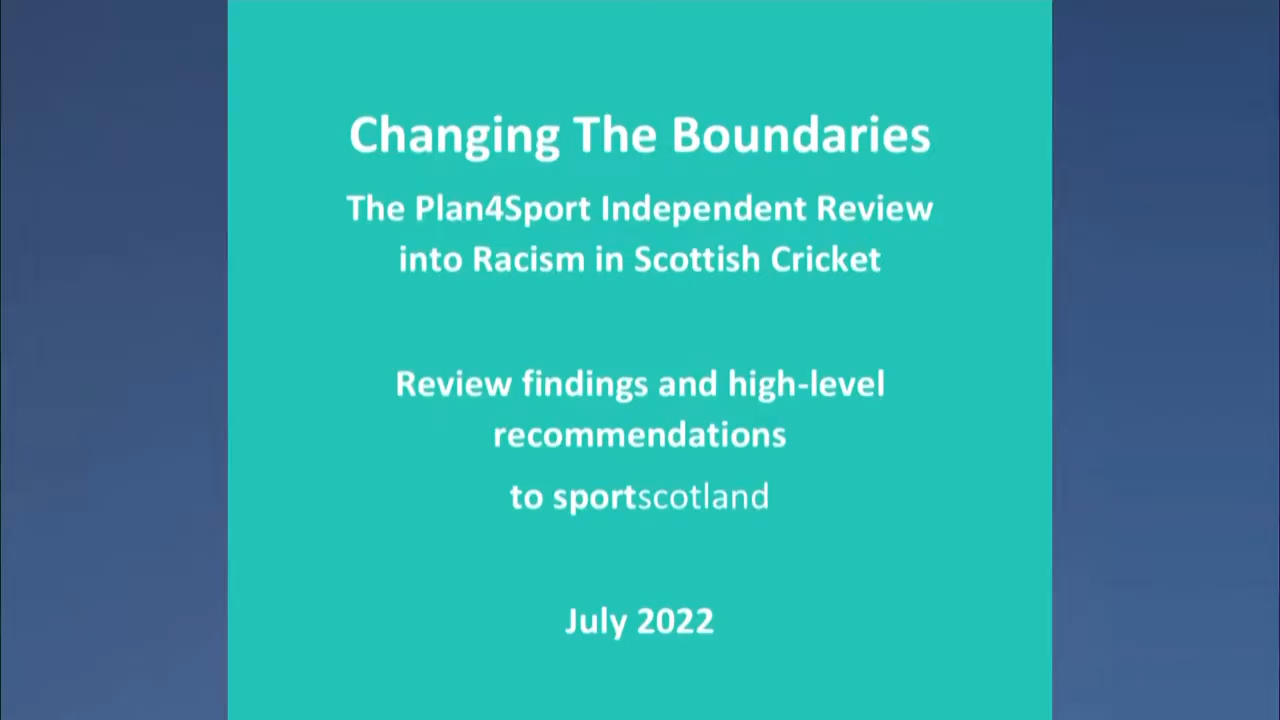 Changing The Boundaries
The Plan4Sport Independent Review
into Racism in Scottish Cricket
Review findings and high-level
recommendations
to sportscotland
July 2022